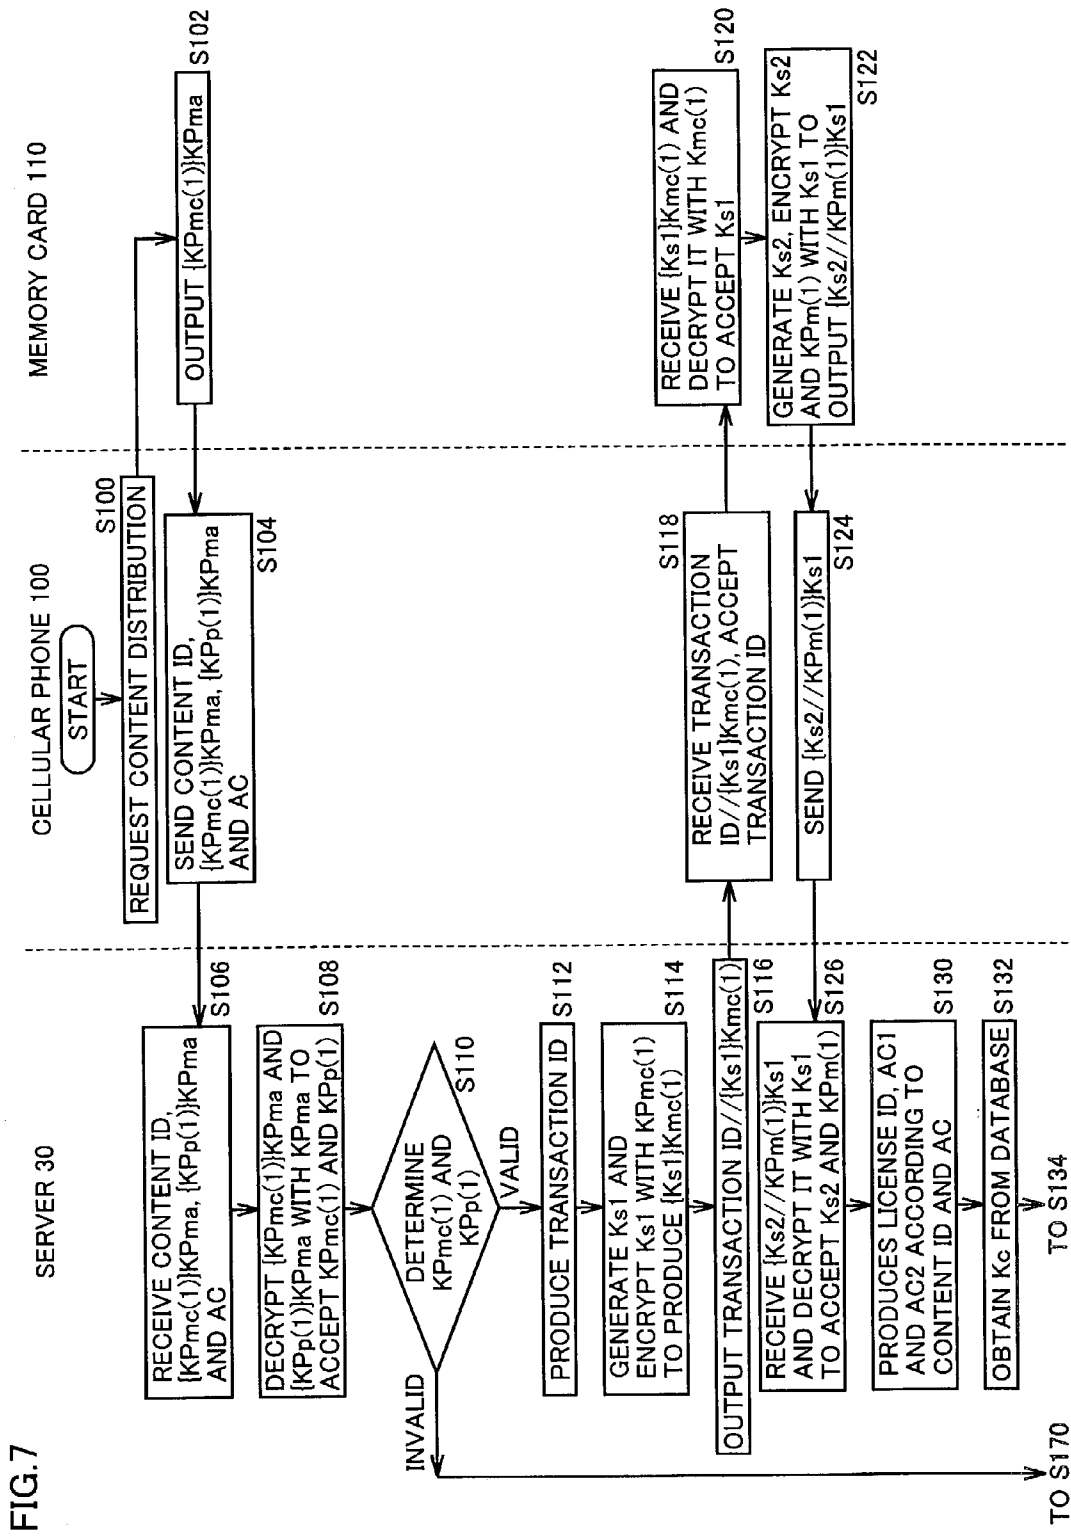 FIG.7
SERVER 30
CELLULAR PHONE 100
MEMORY CARD 110
START
S100
REQUEST CONTENT DISTRIBUTION
S102
OUTPUT {KPmc(1)}KPma
SEND CONTENT ID,
{KPmc(1)}KPma, {KPp(1)}KPma
AND AC
S104
RECEIVE CONTENT ID,
{KPmc(1)}KPma, {KPp(1)}KPma
AND AC
S106
DECRYPT {KPmc(1)}KPma AND
{KPp(1)}KPma WITH KPma TO
ACCEPT KPmc(1) AND KPp(1)
S108
DETERMINE
KPmc(1) AND
KPp(1)
S110
INVALID
VALID
PRODUCE TRANSACTION ID
S112
GENERATE Ks1 AND
ENCRYPT Ks1 WITH KPmc(1)
TO PRODUCE {Ks1}Kmc(1)
S114
OUTPUT TRANSACTION ID//{Ks1}Kmc(1)
S116
S118
RECEIVE TRANSACTION
ID//{Ks1}Kmc(1), ACCEPT
TRANSACTION ID
RECEIVE {Ks1}Kmc(1) AND
DECRYPT IT WITH Kmc(1)
TO ACCEPT Ks1
S120
GENERATE Ks2, ENCRYPT Ks2
AND KPm(1) WITH Ks1 TO
OUTPUT {Ks2//KPm(1)}Ks1
S122
SEND {Ks2//KPm(1)}Ks1
S124
RECEIVE {Ks2//KPm(1)}Ks1
AND DECRYPT IT WITH Ks1
TO ACCEPT Ks2 AND KPm(1)
S126
PRODUCES LICENSE ID, AC1
AND AC2 ACCORDING TO
CONTENT ID AND AC
S130
OBTAIN Kc FROM DATABASE
S132
TO S170
TO S134